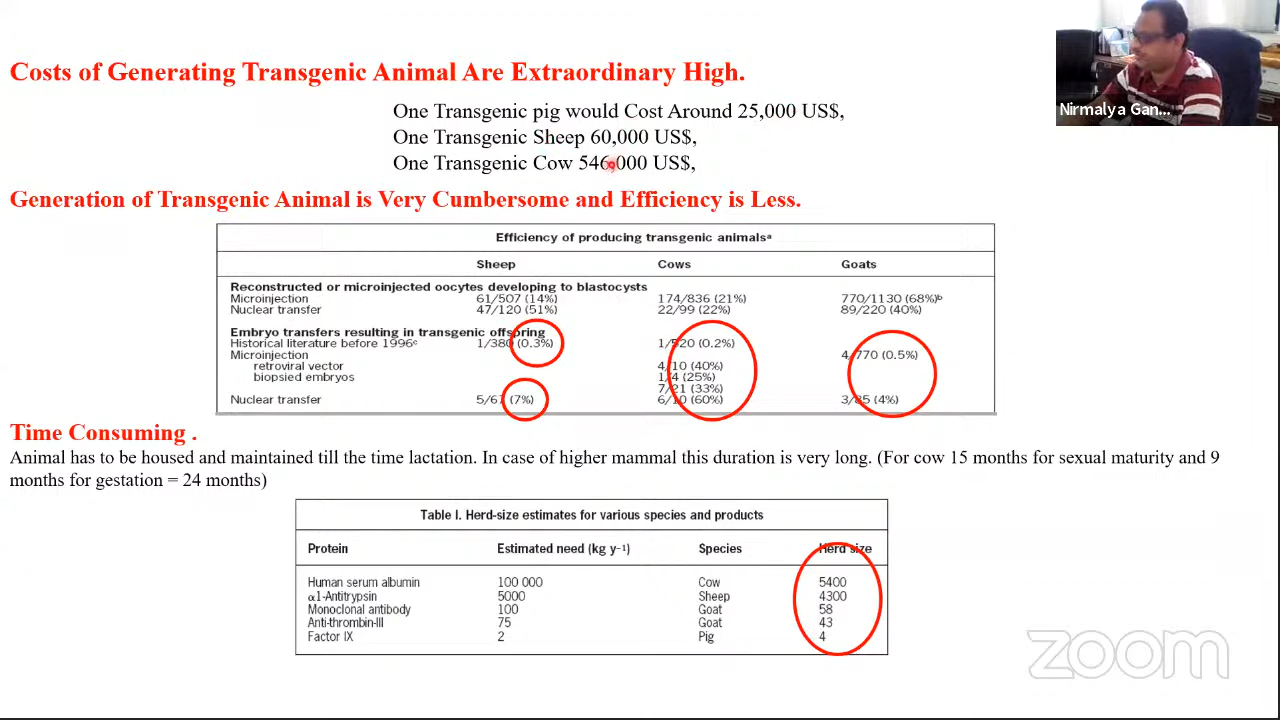 Costs of Generating Transgenic Animal Are Extraordinary High.
One Transgenic pig would Cost Around 25,000 US$,
One Transgenic Sheep 60,000 US$,
One Transgenic Cow 546,000 US$,
Nirmalya Gan...
Generation of Transgenic Animal is Very Cumbersome and Efficiency is Less.
Efficiency of producing transgenic animalsᵃ
Sheep Cows Goats
Reconstructed or microinjected oocytes developing to blastocysts
Microinjection 61/507 (14%) 174/836 (21%) 770/1130 (68%)ᵇ
Nuclear transfer 47/120 (51%) 22/99 (22%) 89/220 (40%)
Embryo transfers resulting in transgenic offspring
Historical literature before 1996ᶜ 1/380 (0.3%) 1/520 (0.2%)
Microinjection 4/770 (0.5%)
retroviral vector 4/10 (40%)
biopsied embryos 1/4 (25%)
7/21 (33%)
Nuclear transfer 5/67 (7%) 6/10 (60%) 3/85 (4%)
Time Consuming .
Animal has to be housed and maintained till the time lactation. In case of higher mammal this duration is very long. (For cow 15 months for sexual maturity and 9
months for gestation = 24 months)
Table I. Herd-size estimates for various species and products
Protein Estimated need (kg y⁻¹) Species Herd size
Human serum albumin 100 000 Cow 5400
α1-Antitrypsin 5000 Sheep 4300
Monoclonal antibody 100 Goat 58
Anti-thrombin-III 75 Goat 43
Factor IX 2 Pig 4
zoom